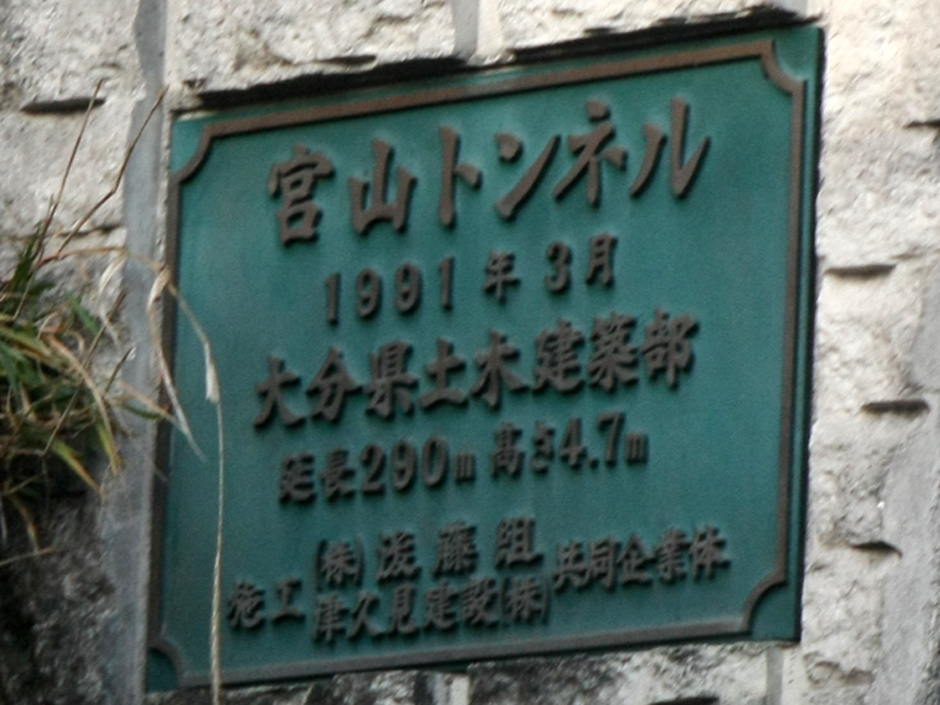 宮山トンネル
1991年3月
大分県土木建築部
延長290m 高さ4.7m
施工 (株)浅藤組
津久見建設(株) 共同企業体